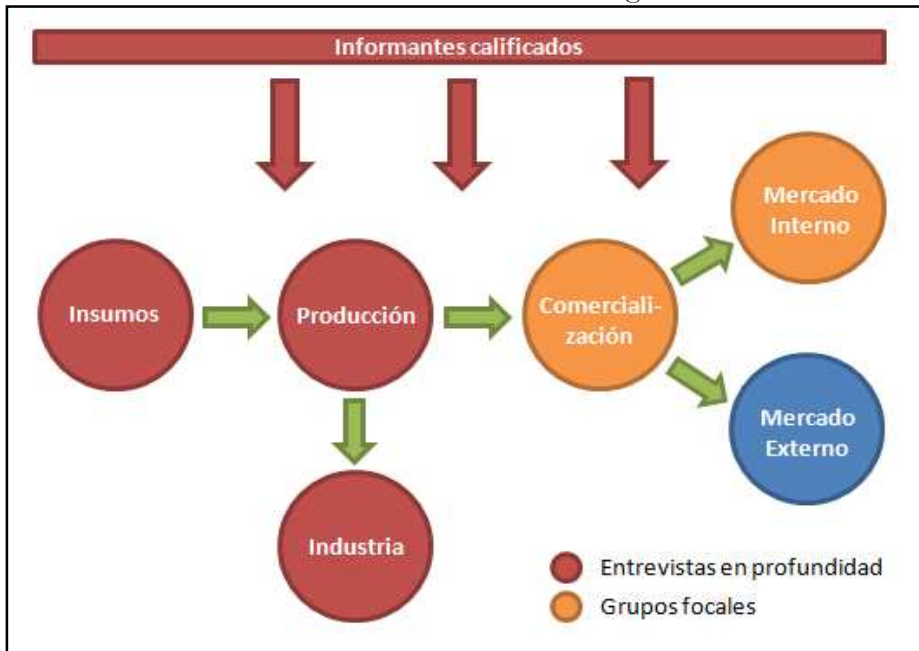 Informantes calificados
Mercado
Interno
Insumos
Producción
Comerciali-
zación
Mercado
Externo
Industria
Entrevistas en profundidad
Grupos focales